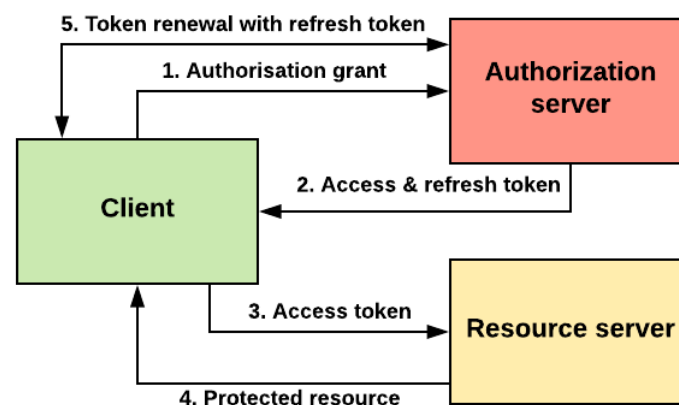 5. Token renewal with refresh token
1. Authorisation grant
Authorization
server
2. Access & refresh token
Client
3. Access token
Resource server
4. Protected resource